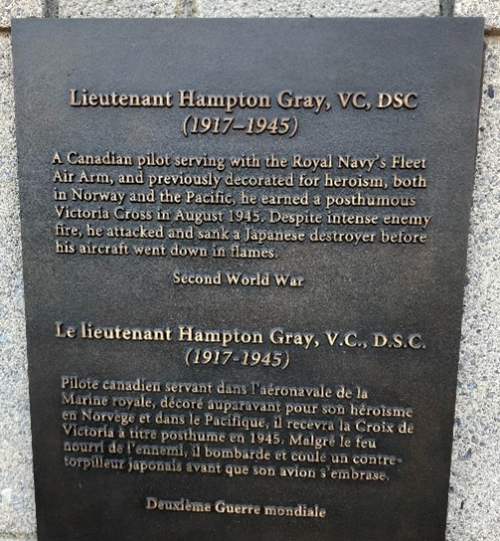 Lieutenant Hampton Gray, VC, DSC
(1917–1945)
A Canadian pilot serving with the Royal Navy's Fleet
Air Arm, and previously decorated for heroism, both
in Norway and the Pacific, he earned a posthumous
Victoria Cross in August 1945. Despite intense enemy
fire, he attacked and sank a Japanese destroyer before
his aircraft went down in flames.
Second World War
Le lieutenant Hampton Gray, V.C., D.S.C.
(1917-1945)
Pilote canadien servant dans l'aéronavale de la
Marine royale, décoré auparavant pour son héroïsme
en Norvège et dans le Pacifique, il recevra la Croix de
Victoria à titre posthume en 1945. Malgré le feu
nourri de l'ennemi, il bombarde et coule un contre-
torpilleur japonais avant que son avion s'embrase.
Deuxième Guerre mondiale